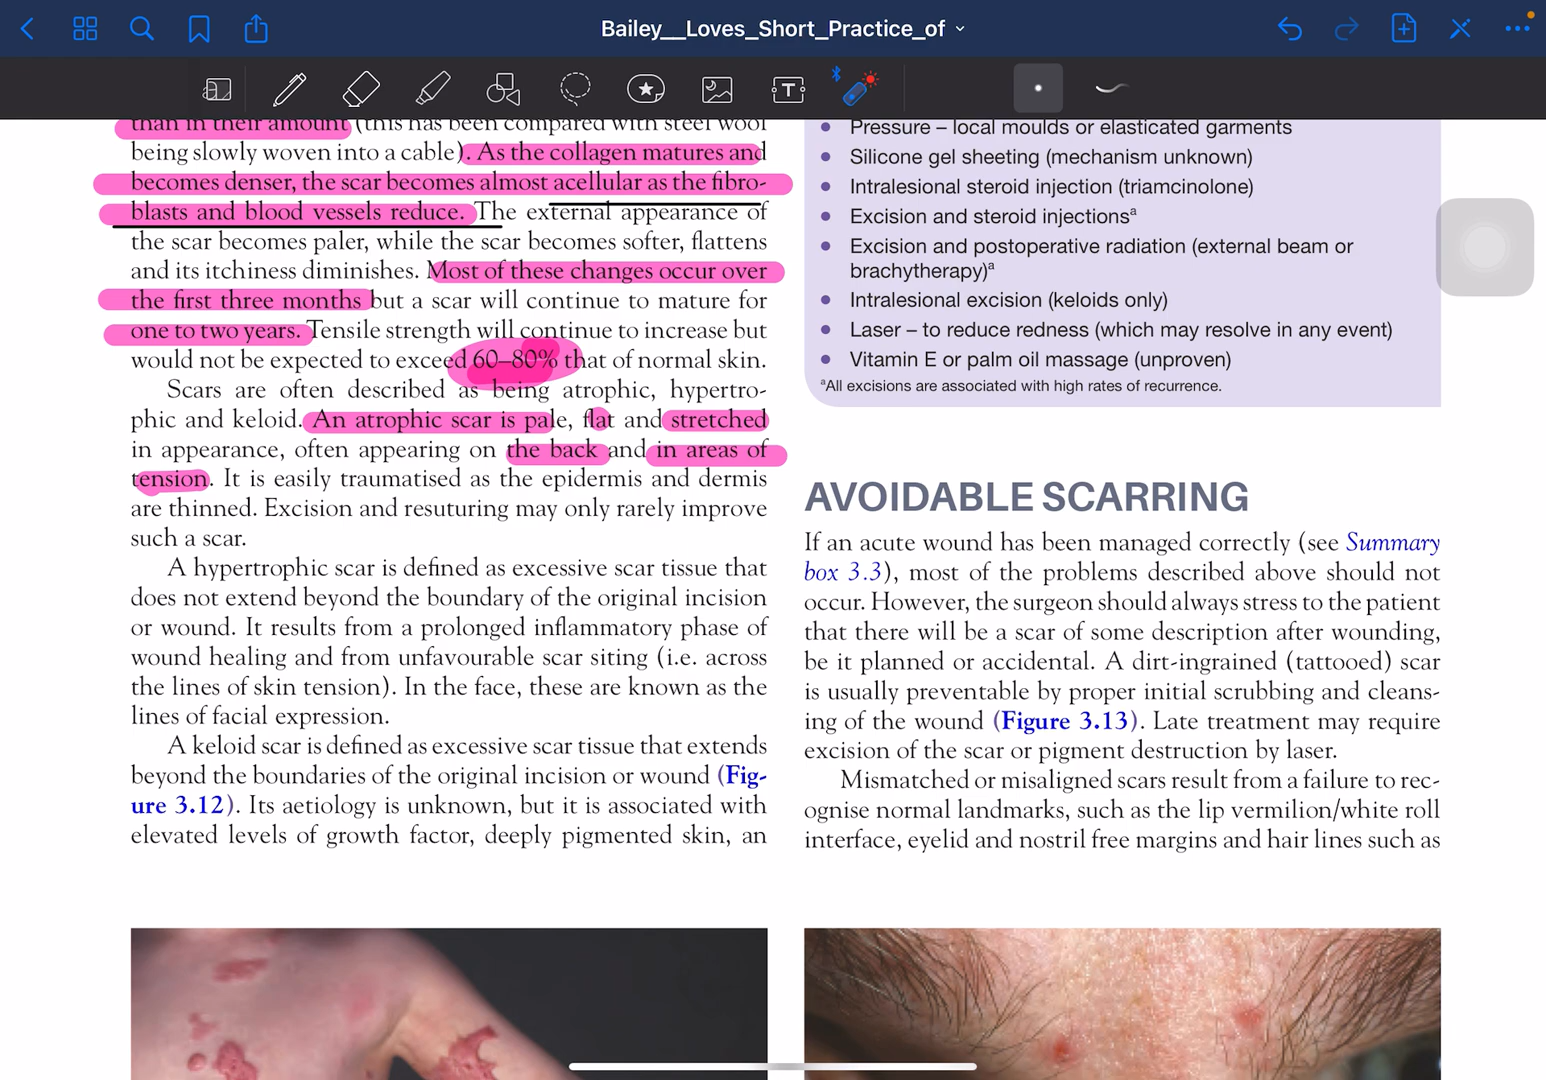 Bailey__Loves_Short_Practice_of
than in their amount (this has been compared with steel wool
being slowly woven into a cable). As the collagen matures and
becomes denser, the scar becomes almost acellular as the fibro-
blasts and blood vessels reduce. The external appearance of
the scar becomes paler, while the scar becomes softer, flattens
and its itchiness diminishes. Most of these changes occur over
the first three months but a scar will continue to mature for
one to two years. Tensile strength will continue to increase but
would not be expected to exceed 60–80% that of normal skin.
Scars are often described as being atrophic, hypertro-
phic and keloid. An atrophic scar is pale, flat and stretched
in appearance, often appearing on the back and in areas of
tension. It is easily traumatised as the epidermis and dermis
are thinned. Excision and resuturing may only rarely improve
such a scar.
A hypertrophic scar is defined as excessive scar tissue that
does not extend beyond the boundary of the original incision
or wound. It results from a prolonged inflammatory phase of
wound healing and from unfavourable scar siting (i.e. across
the lines of skin tension). In the face, these are known as the
lines of facial expression.
A keloid scar is defined as excessive scar tissue that extends
beyond the boundaries of the original incision or wound (Fig-
ure 3.12). Its aetiology is unknown, but it is associated with
elevated levels of growth factor, deeply pigmented skin, an
• Pressure – local moulds or elasticated garments
• Silicone gel sheeting (mechanism unknown)
• Intralesional steroid injection (triamcinolone)
• Excision and steroid injectionsᵃ
• Excision and postoperative radiation (external beam or
brachytherapy)ᵃ
• Intralesional excision (keloids only)
• Laser – to reduce redness (which may resolve in any event)
• Vitamin E or palm oil massage (unproven)
ᵃAll excisions are associated with high rates of recurrence.
AVOIDABLE SCARRING
If an acute wound has been managed correctly (see Summary
box 3.3), most of the problems described above should not
occur. However, the surgeon should always stress to the patient
that there will be a scar of some description after wounding,
be it planned or accidental. A dirt-ingrained (tattooed) scar
is usually preventable by proper initial scrubbing and cleans-
ing of the wound (Figure 3.13). Late treatment may require
excision of the scar or pigment destruction by laser.
Mismatched or misaligned scars result from a failure to rec-
ognise normal landmarks, such as the lip vermilion/white roll
interface, eyelid and nostril free margins and hair lines such as